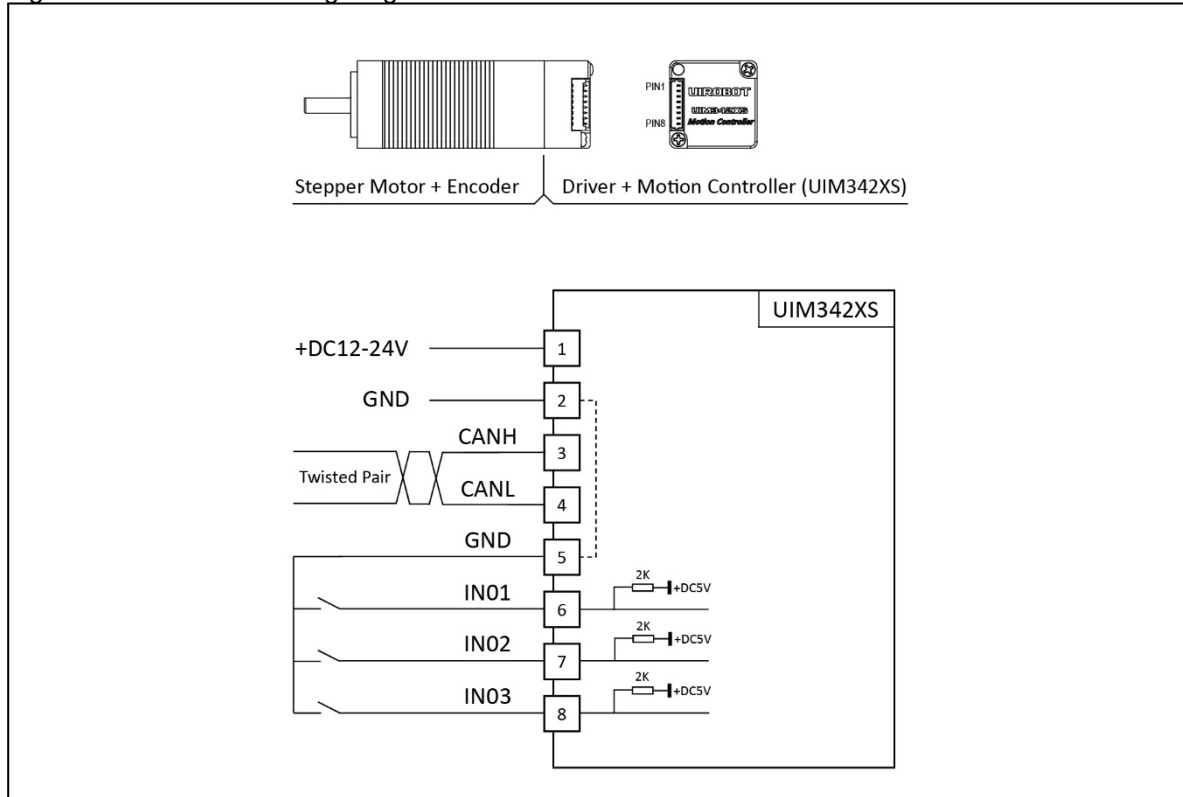 PIN1
UIROBOT
UIM342XS
PIN8
Motion Controller
Stepper Motor + Encoder
Driver + Motion Controller (UIM342XS)
UIM342XS
+DC12-24V
1
GND
2
CANH
3
Twisted Pair
CANL
4
GND
5
2K
+DC5V
IN01
6
2K
+DC5V
IN02
7
2K
+DC5V
IN03
8